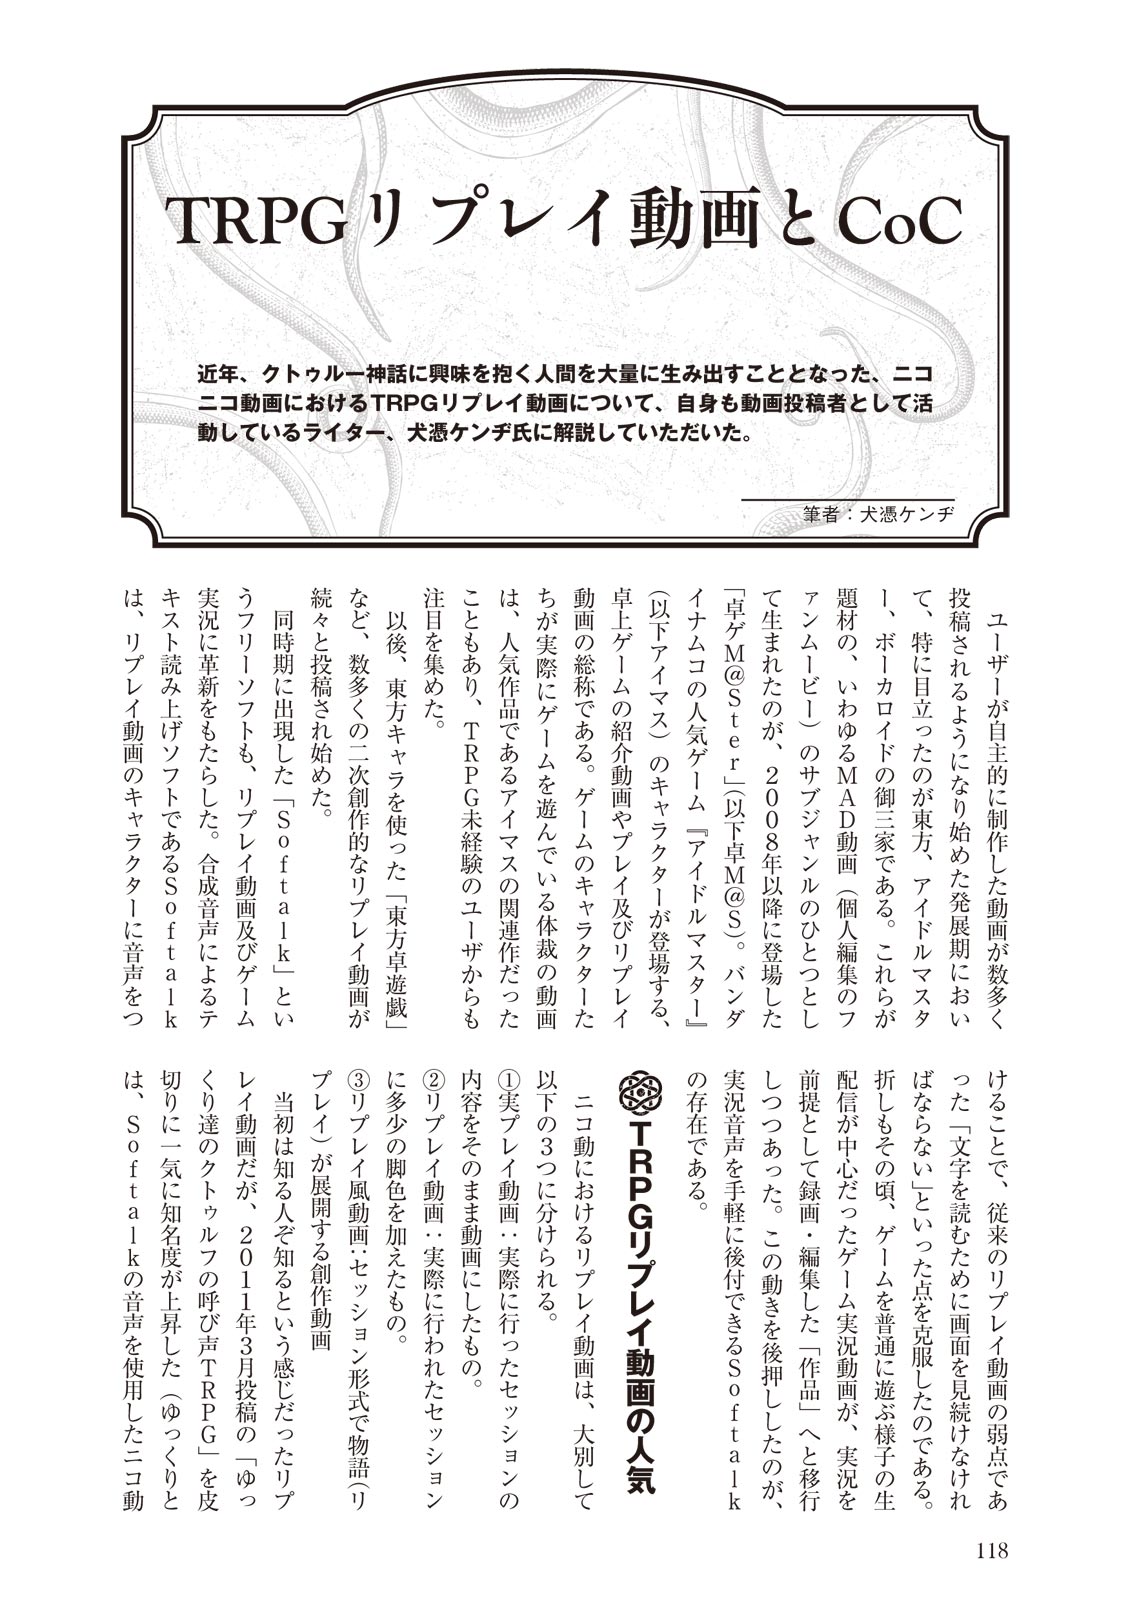 TRPGリプレイ動画とCoC
近年、クトゥルー神話に興味を抱く人間を大量に生み出すこととなった、ニコ
ニコ動画におけるTRPGリプレイ動画について、自身も動画投稿者として活
動しているライター、犬憑ケンヂ氏に解説していただいた。
筆者：犬憑ケンヂ
ユーザーが自主的に制作した動画が数多く
投稿されるようになり始めた発展期におい
て、特に目立ったのが東方、アイドルマスタ
ー、ボーカロイドの御三家である。これらが
題材の、いわゆるMAD動画（個人編集のフ
ァンムービー）のサブジャンルのひとつとし
て生まれたのが、2008年以降に登場した
「卓ゲM@Ster」（以下卓M@S）。バンダ
イナムコの人気ゲーム『アイドルマスター』
（以下アイマス）のキャラクターが登場する、
卓上ゲームの紹介動画やプレイ及びリプレイ
動画の総称である。ゲームのキャラクターた
ちが実際にゲームを遊んでいる体裁の動画
は、人気作品であるアイマスの関連作だった
こともあり、TRPG未経験のユーザからも
注目を集めた。
以後、東方キャラを使った「東方卓遊戯」
など、数多くの二次創作的なリプレイ動画が
続々と投稿され始めた。
同時期に出現した「Softalk」とい
うフリーソフトも、リプレイ動画及びゲーム
実況に革新をもたらした。合成音声によるテ
キスト読み上げソフトであるSoftalk
は、リプレイ動画のキャラクターに音声をつ
けることで、従来のリプレイ動画の弱点であ
った「文字を読むために画面を見続けなけれ
ばならない」といった点を克服したのである。
折しもその頃、ゲームを普通に遊ぶ様子の生
配信が中心だったゲーム実況動画が、実況を
前提として録画・編集した「作品」へと移行
しつつあった。この動きを後押ししたのが、
実況音声を手軽に後付できるSoftalk
の存在である。
TRPGリプレイ動画の人気
ニコ動におけるリプレイ動画は、大別して
以下の3つに分けられる。
①実プレイ動画：実際に行ったセッションの
内容をそのまま動画にしたもの。
②リプレイ動画：実際に行われたセッション
に多少の脚色を加えたもの。
③リプレイ風動画：セッション形式で物語（リ
プレイ）が展開する創作動画
当初は知る人ぞ知るという感じだったリプ
レイ動画だが、2011年3月投稿の「ゆっ
くり達のクトゥルフの呼び声TRPG」を皮
切りに一気に知名度が上昇した（ゆっくりと
は、Softalkの音声を使用したニコ動
118